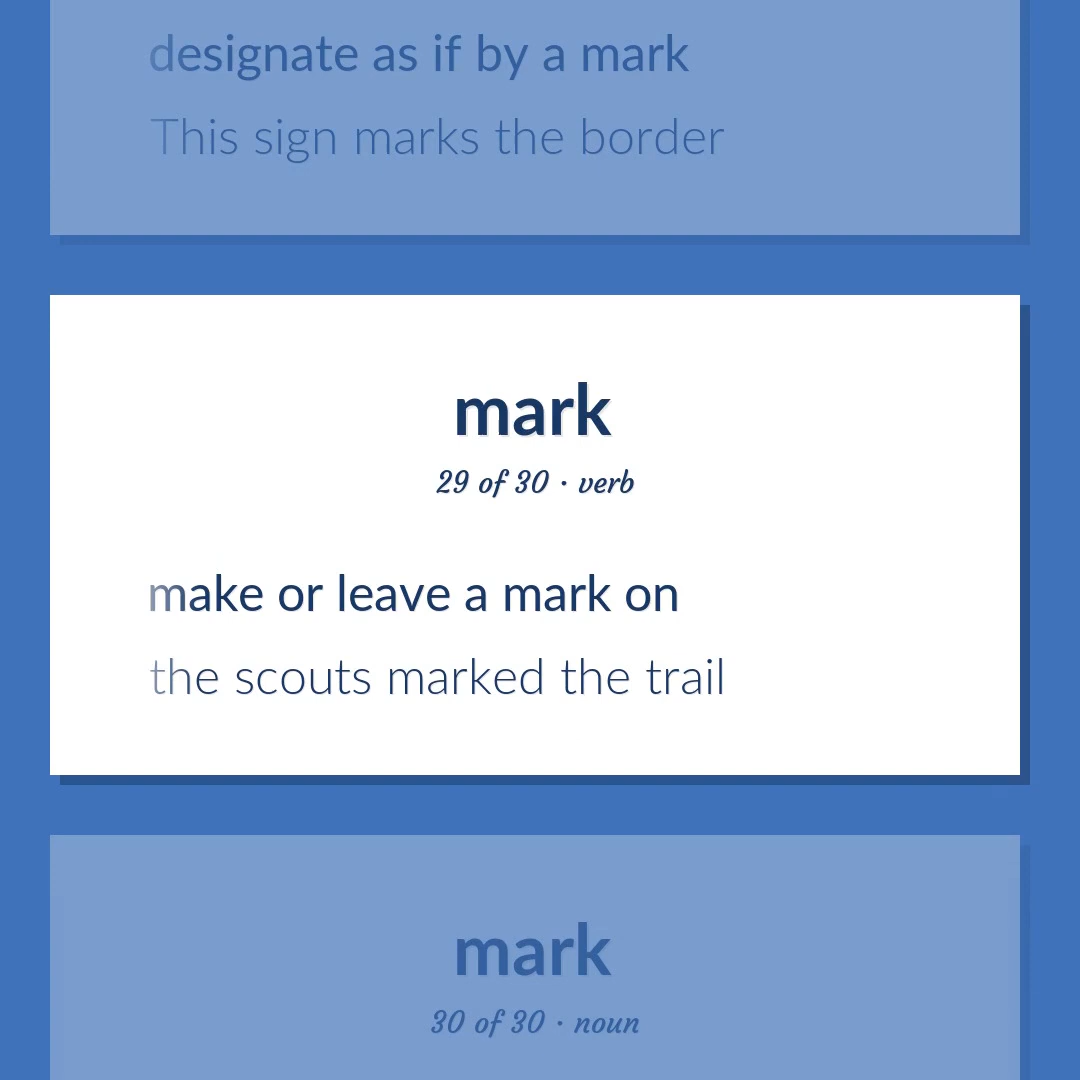 designate as if by a mark
This sign marks the border
mark
29 of 30 · verb
make or leave a mark on
the scouts marked the trail
mark
30 of 30 · noun